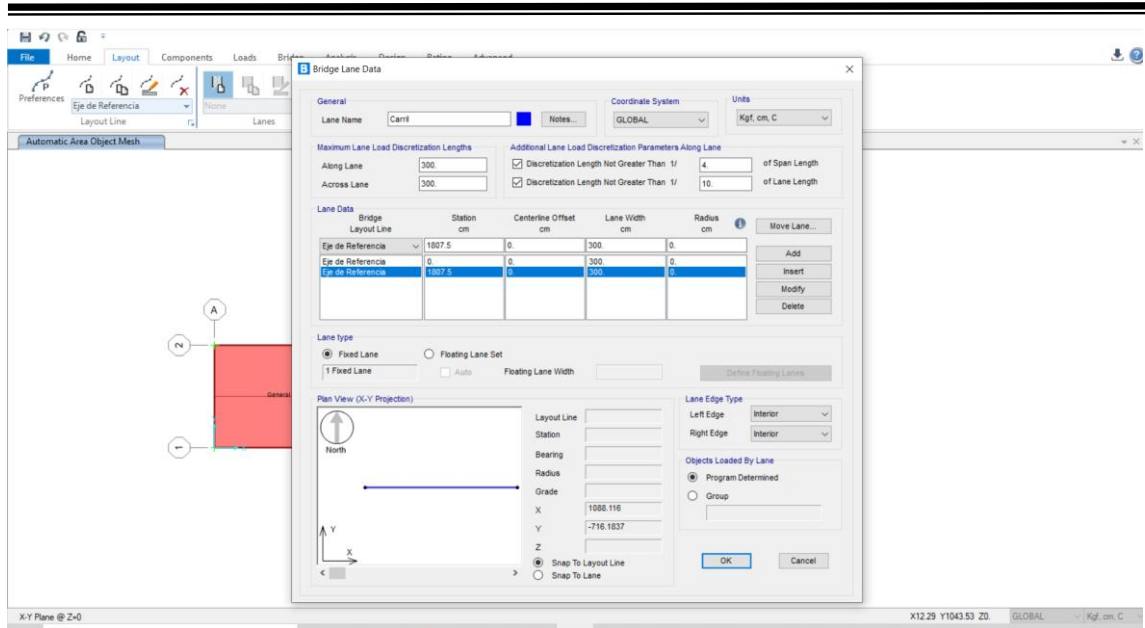 File Home Layout Components Loads
Preferences
Eje de Referencia
None
Layout Line
Lanes
Automatic Area Object Mesh
A
2
1
General
B Bridge Lane Data
General
Lane Name Carril Notes...
Coordinate System
GLOBAL
Units
Kgf, cm, C
Maximum Lane Load Discretization Lengths
Along Lane 300.
Across Lane 300.
Additional Lane Load Discretization Parameters Along Lane
Discretization Length Not Greater Than 1/ 4. of Span Length
Discretization Length Not Greater Than 1/ 10. of Lane Length
Lane Data
Bridge Layout Line Station cm Centerline Offset cm Lane Width cm Radius cm
Move Lane...
Eje de Referencia 1807.5 0. 300. 0.
Eje de Referencia 0. 0. 300. 0.
Eje de Referencia 1807.5 0. 300. 0.
Add
Insert
Modify
Delete
Lane type
Fixed Lane Floating Lane Set
1 Fixed Lane Auto Floating Lane Width Define Floating Lanes
Plan View (X-Y Projection)
North
Y
X
Layout Line
Station
Bearing
Radius
Grade
X 1088.116
Y -716.1837
Z
Snap To Layout Line
Snap To Lane
Lane Edge Type
Left Edge Interior
Right Edge Interior
Objects Loaded By Lane
Program Determined
Group
OK Cancel
X-Y Plane @ Z=0
X12.29 Y1043.53 Z0. GLOBAL Kgf, cm, C